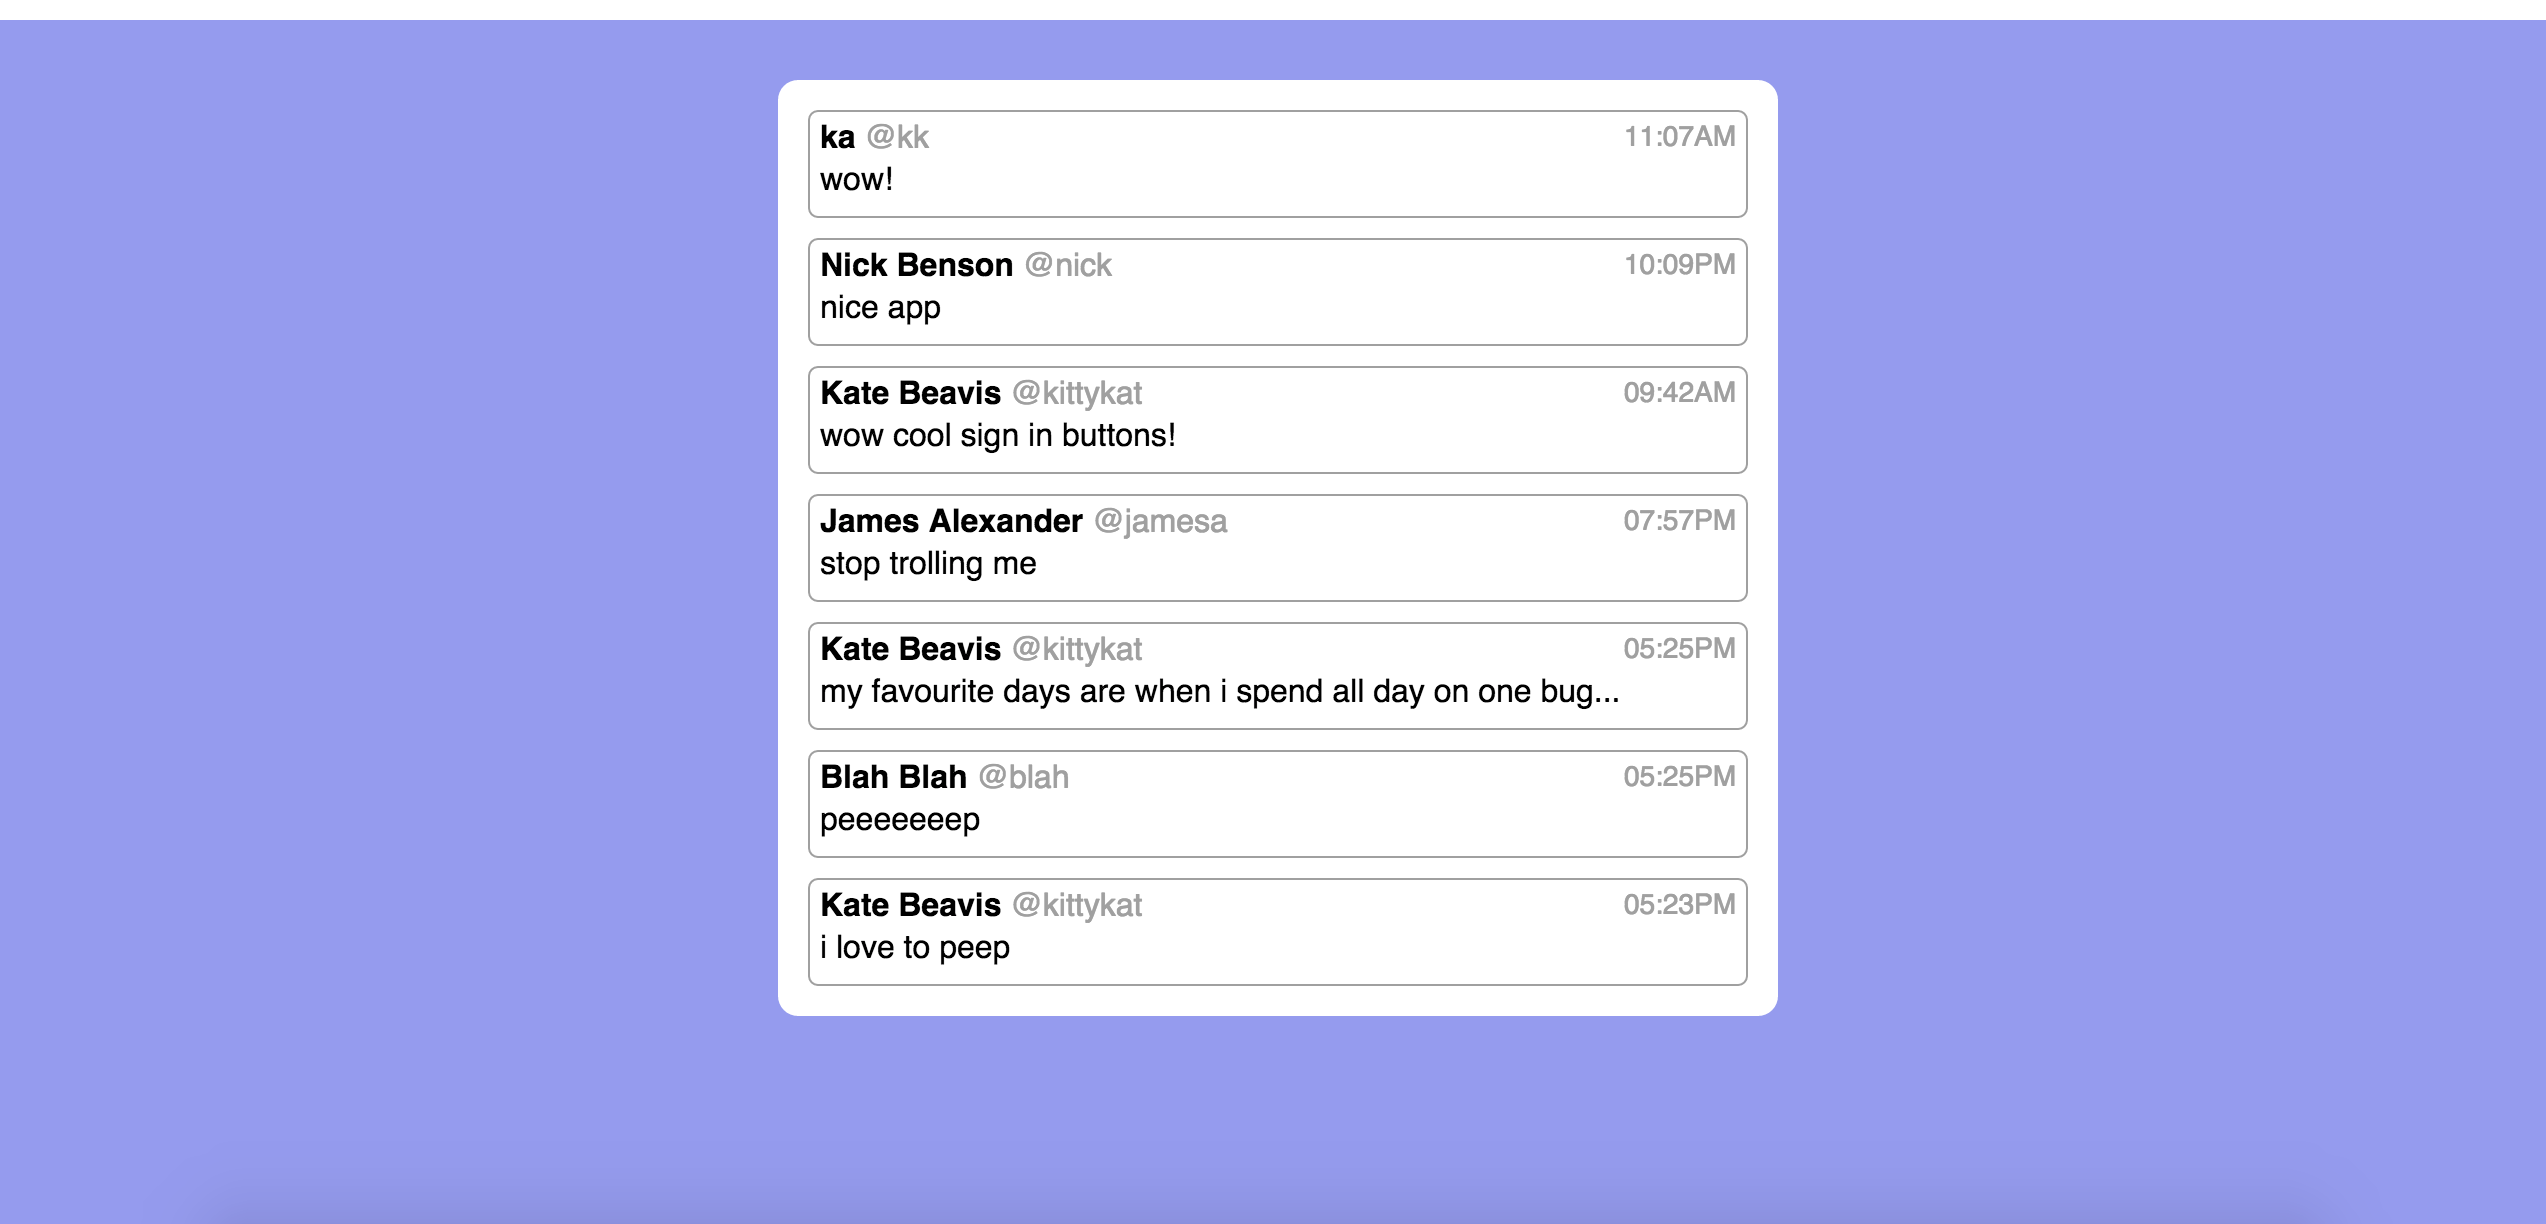 ka @kk 11:07AM
wow!
Nick Benson @nick 10:09PM
nice app
Kate Beavis @kittykat 09:42AM
wow cool sign in buttons!
James Alexander @jamesa 07:57PM
stop trolling me
Kate Beavis @kittykat 05:25PM
my favourite days are when i spend all day on one bug...
Blah Blah @blah 05:25PM
peeeeeeep
Kate Beavis @kittykat 05:23PM
i love to peep